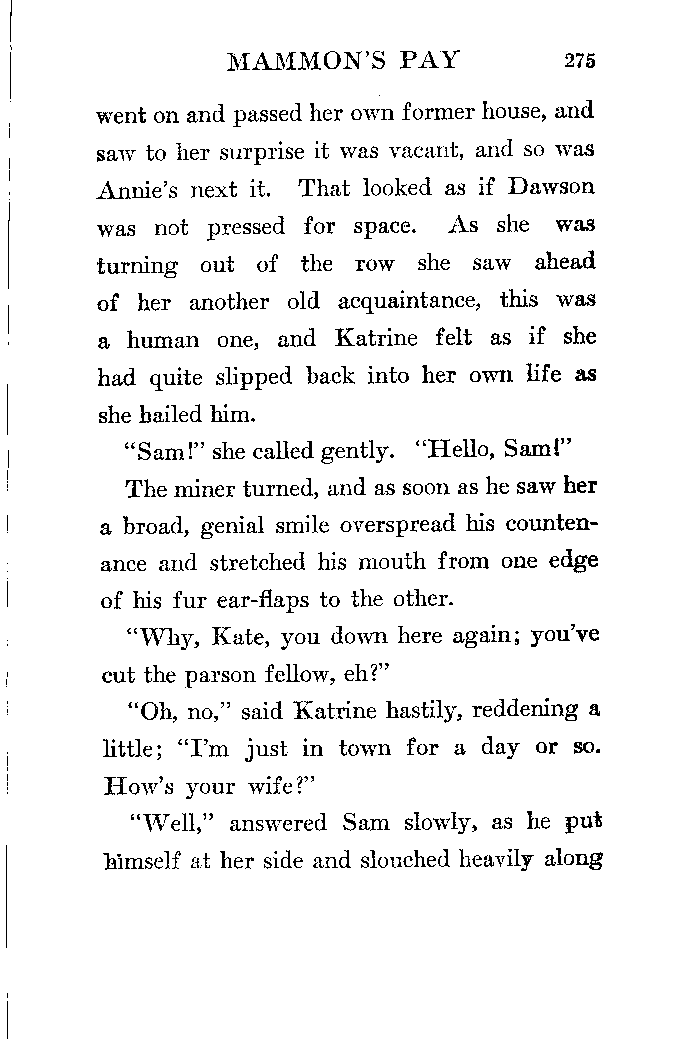 MAMMON'S PAY 275
went on and passed her own former house, and
saw to her surprise it was vacant, and so was
Annie's next it. That looked as if Dawson
was not pressed for space. As she was
turning out of the row she saw ahead
of her another old acquaintance, this was
a human one, and Katrine felt as if she
had quite slipped back into her own life as
she hailed him.
"Sam!" she called gently. "Hello, Sam!"
The miner turned, and as soon as he saw her
a broad, genial smile overspread his counten-
ance and stretched his mouth from one edge
of his fur ear-flaps to the other.
"Why, Kate, you down here again; you've
cut the parson fellow, eh?"
"Oh, no," said Katrine hastily, reddening a
little; "I'm just in town for a day or so.
How's your wife?"
"Well," answered Sam slowly, as he put
himself at her side and slouched heavily along